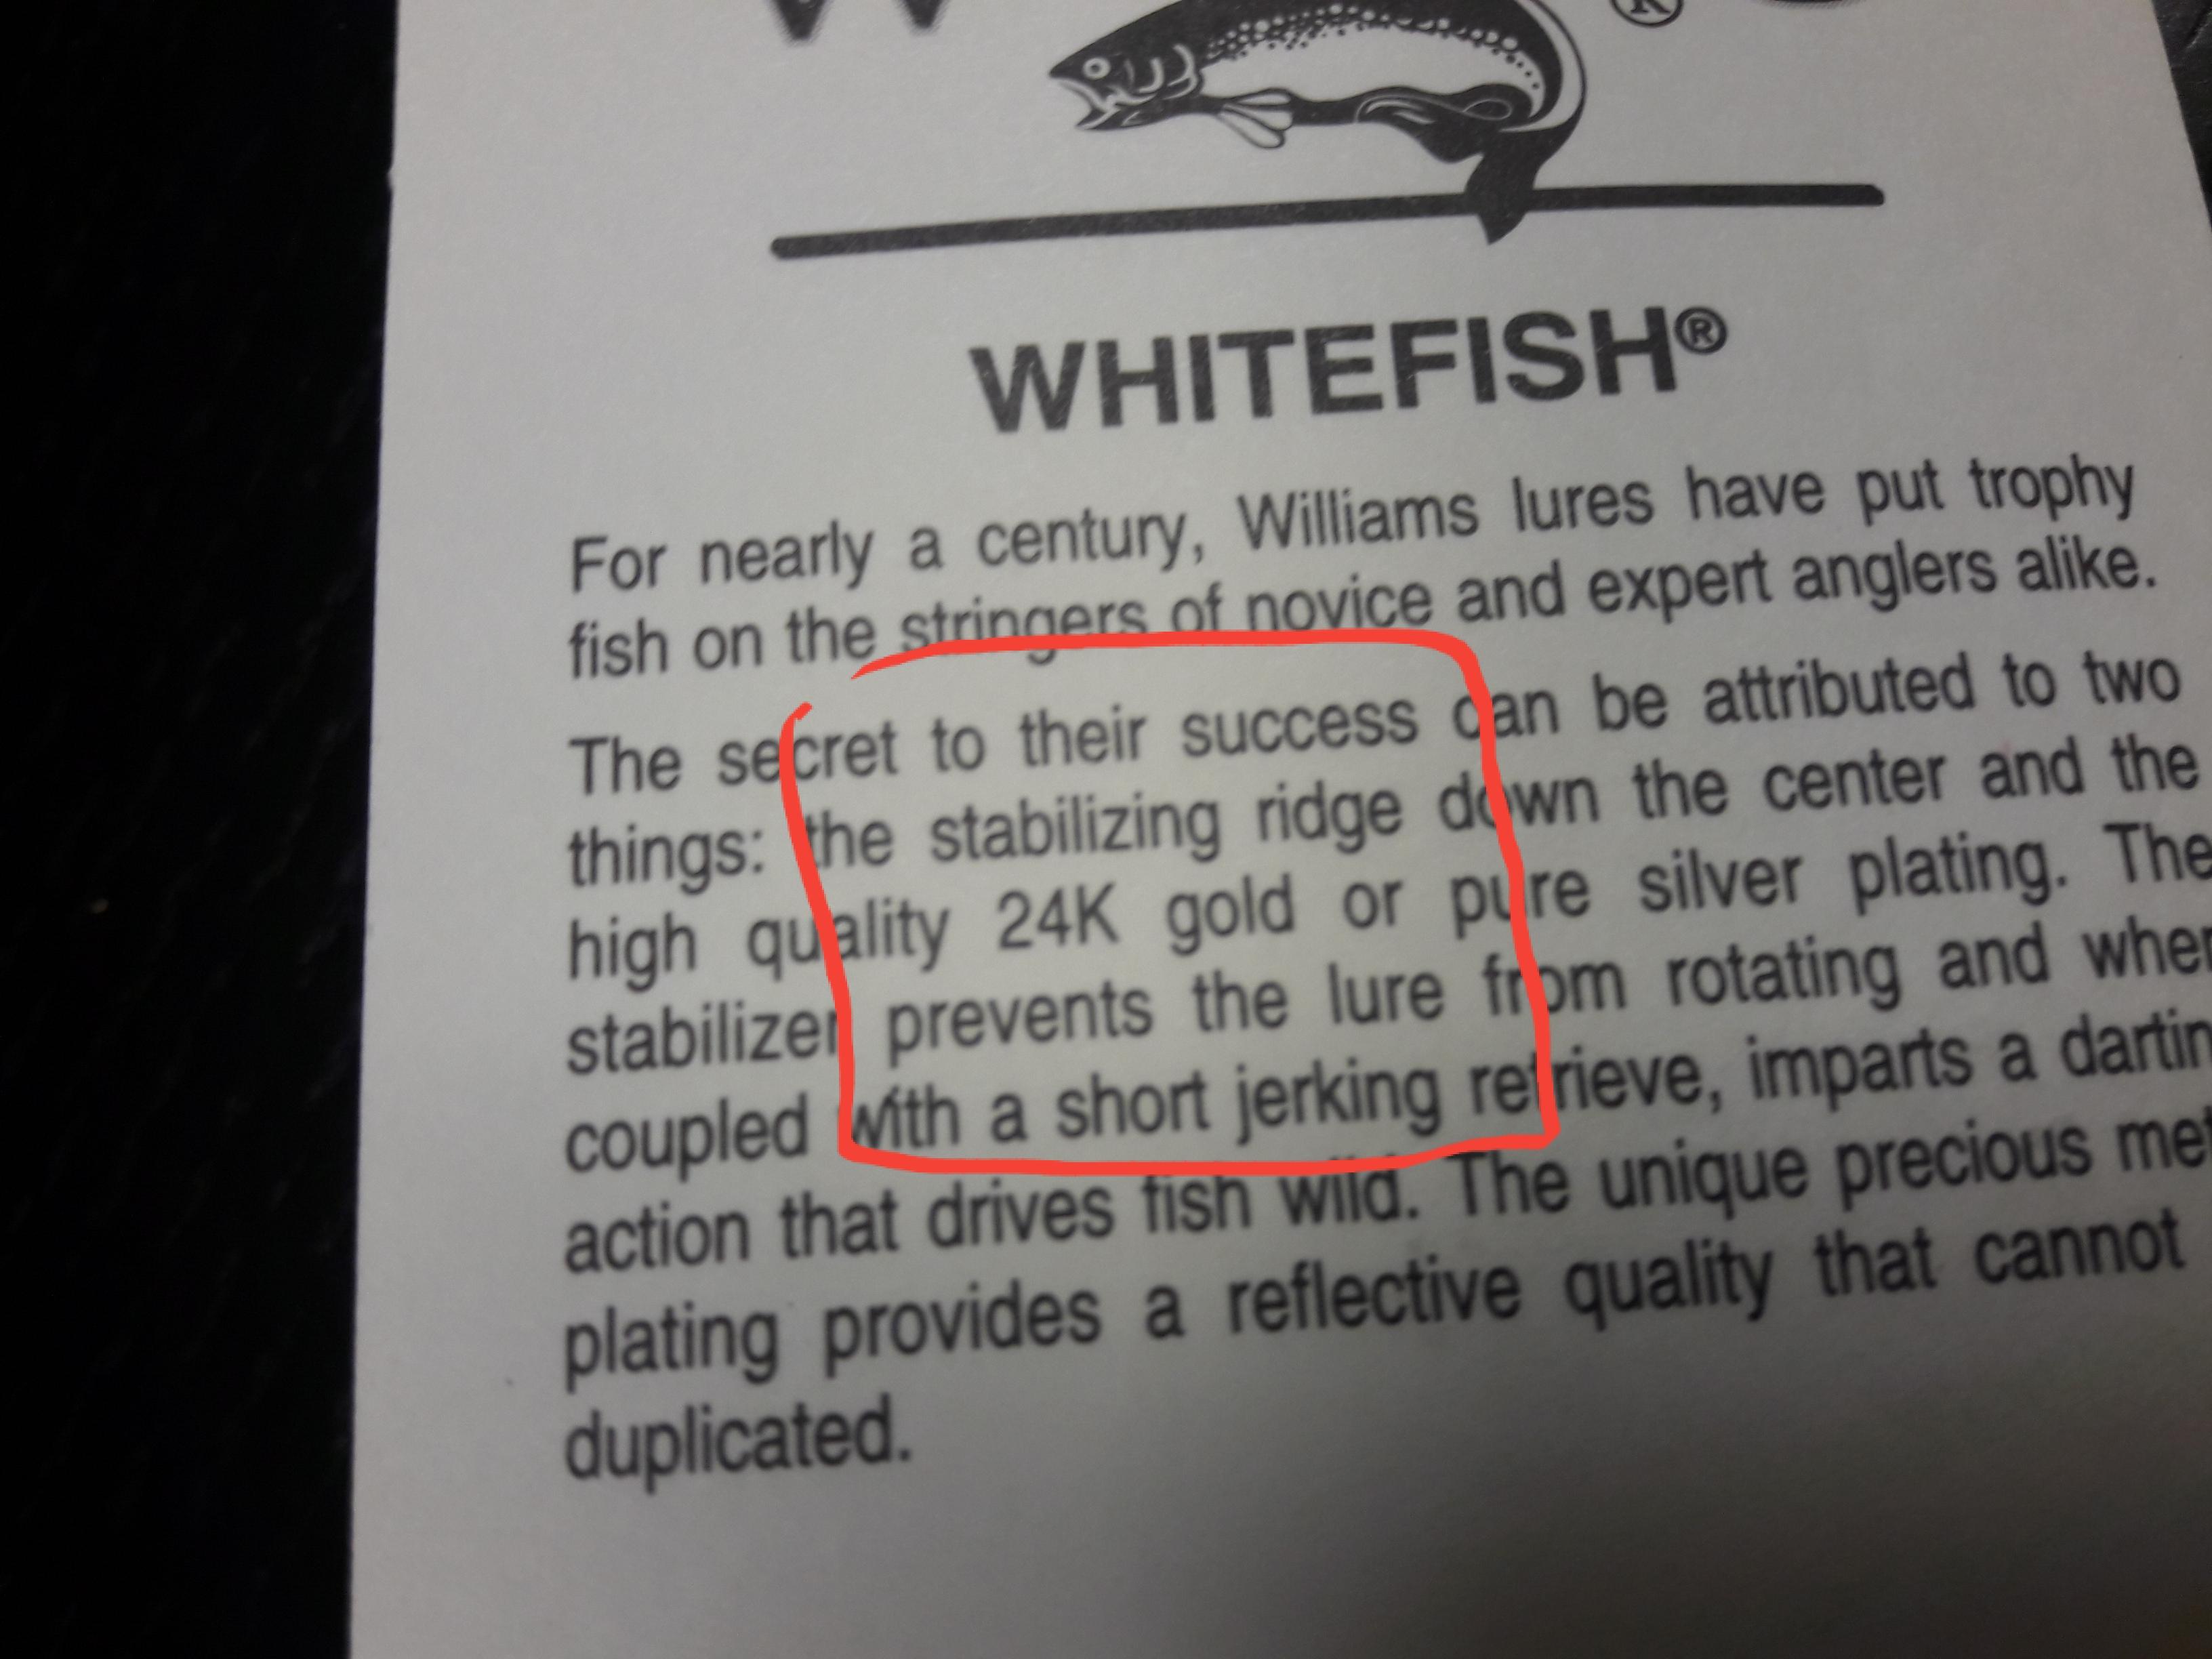 W
®
WHITEFISH®
For nearly a century, Williams lures have put trophy
fish on the stringers of novice and expert anglers alike.
The secret to their success can be attributed to two
things: the stabilizing ridge down the center and the
high quality 24K gold or pure silver plating. The
stabilizer prevents the lure from rotating and when
coupled with a short jerking retrieve, imparts a dartin
action that drives fish wild. The unique precious met
plating provides a reflective quality that cannot
duplicated.